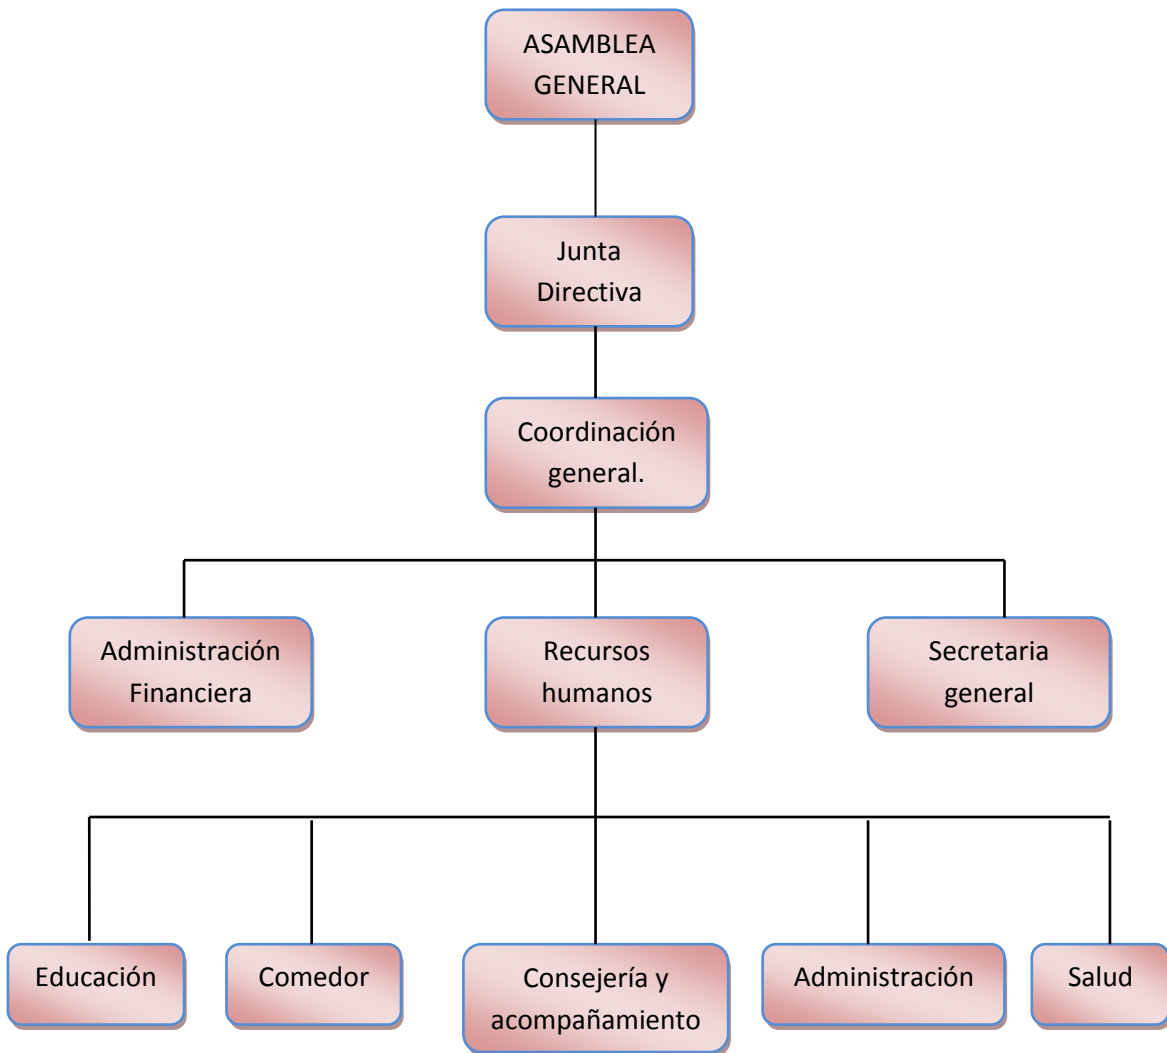 ASAMBLEA
GENERAL
Junta
Directiva
Coordinación
general.
Administración
Financiera
Recursos
humanos
Secretaria
general
Educación
Comedor
Consejería y
acompañamiento
Administración
Salud